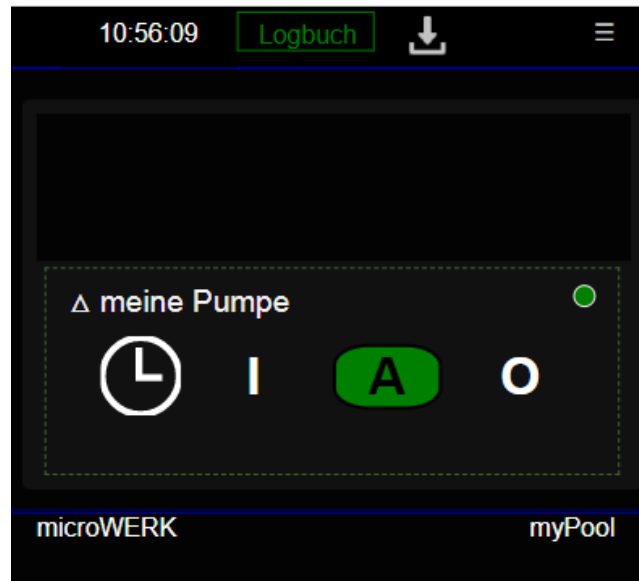 10:56:09 Logbuch ☰
Δ meine Pumpe
I A O
microWERK myPool